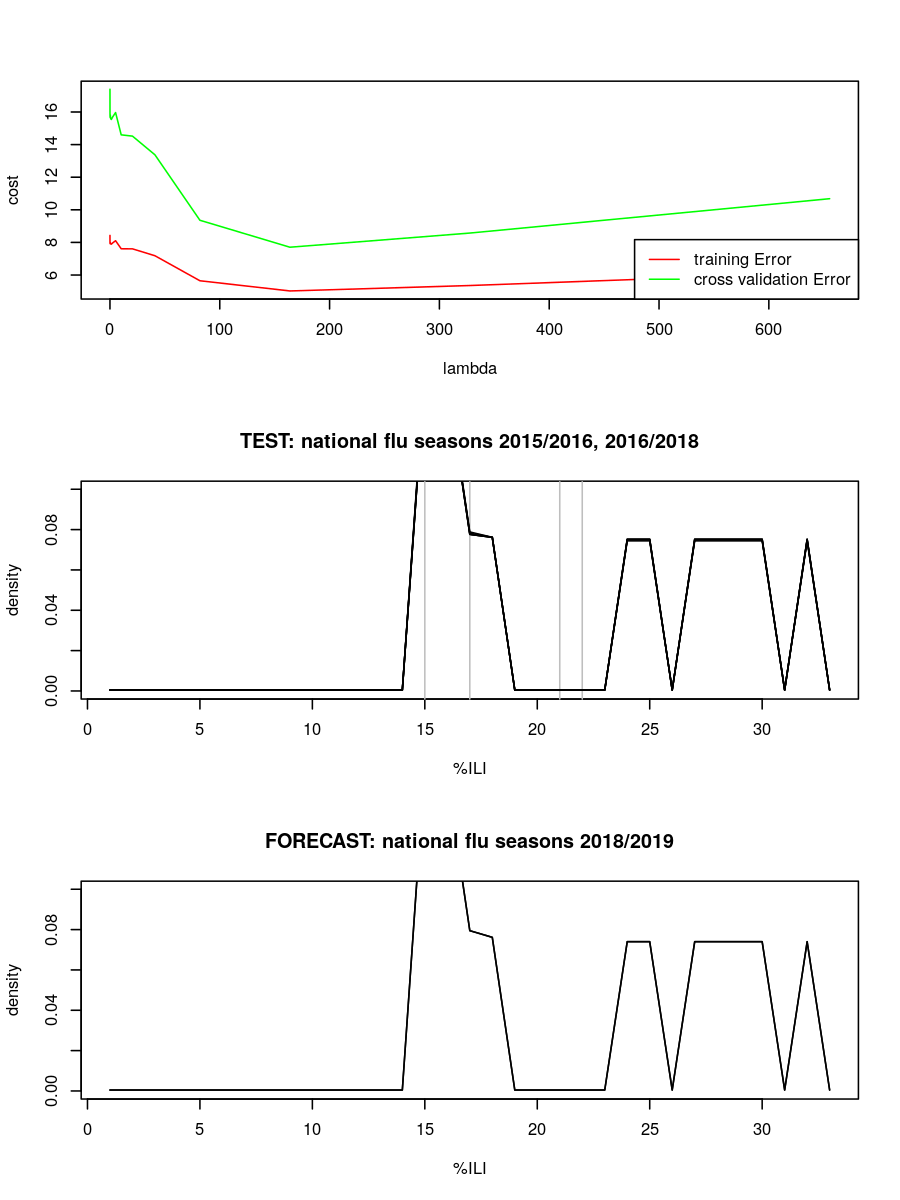 cost
16
14
12
10
8
6
training Error
cross validation Error
0 100 200 300 400 500 600
lambda
TEST: national flu seasons 2015/2016, 2016/2018
density
0.08
0.04
0.00
0 5 10 15 20 25 30
%ILI
FORECAST: national flu seasons 2018/2019
density
0.08
0.04
0.00
0 5 10 15 20 25 30
%ILI